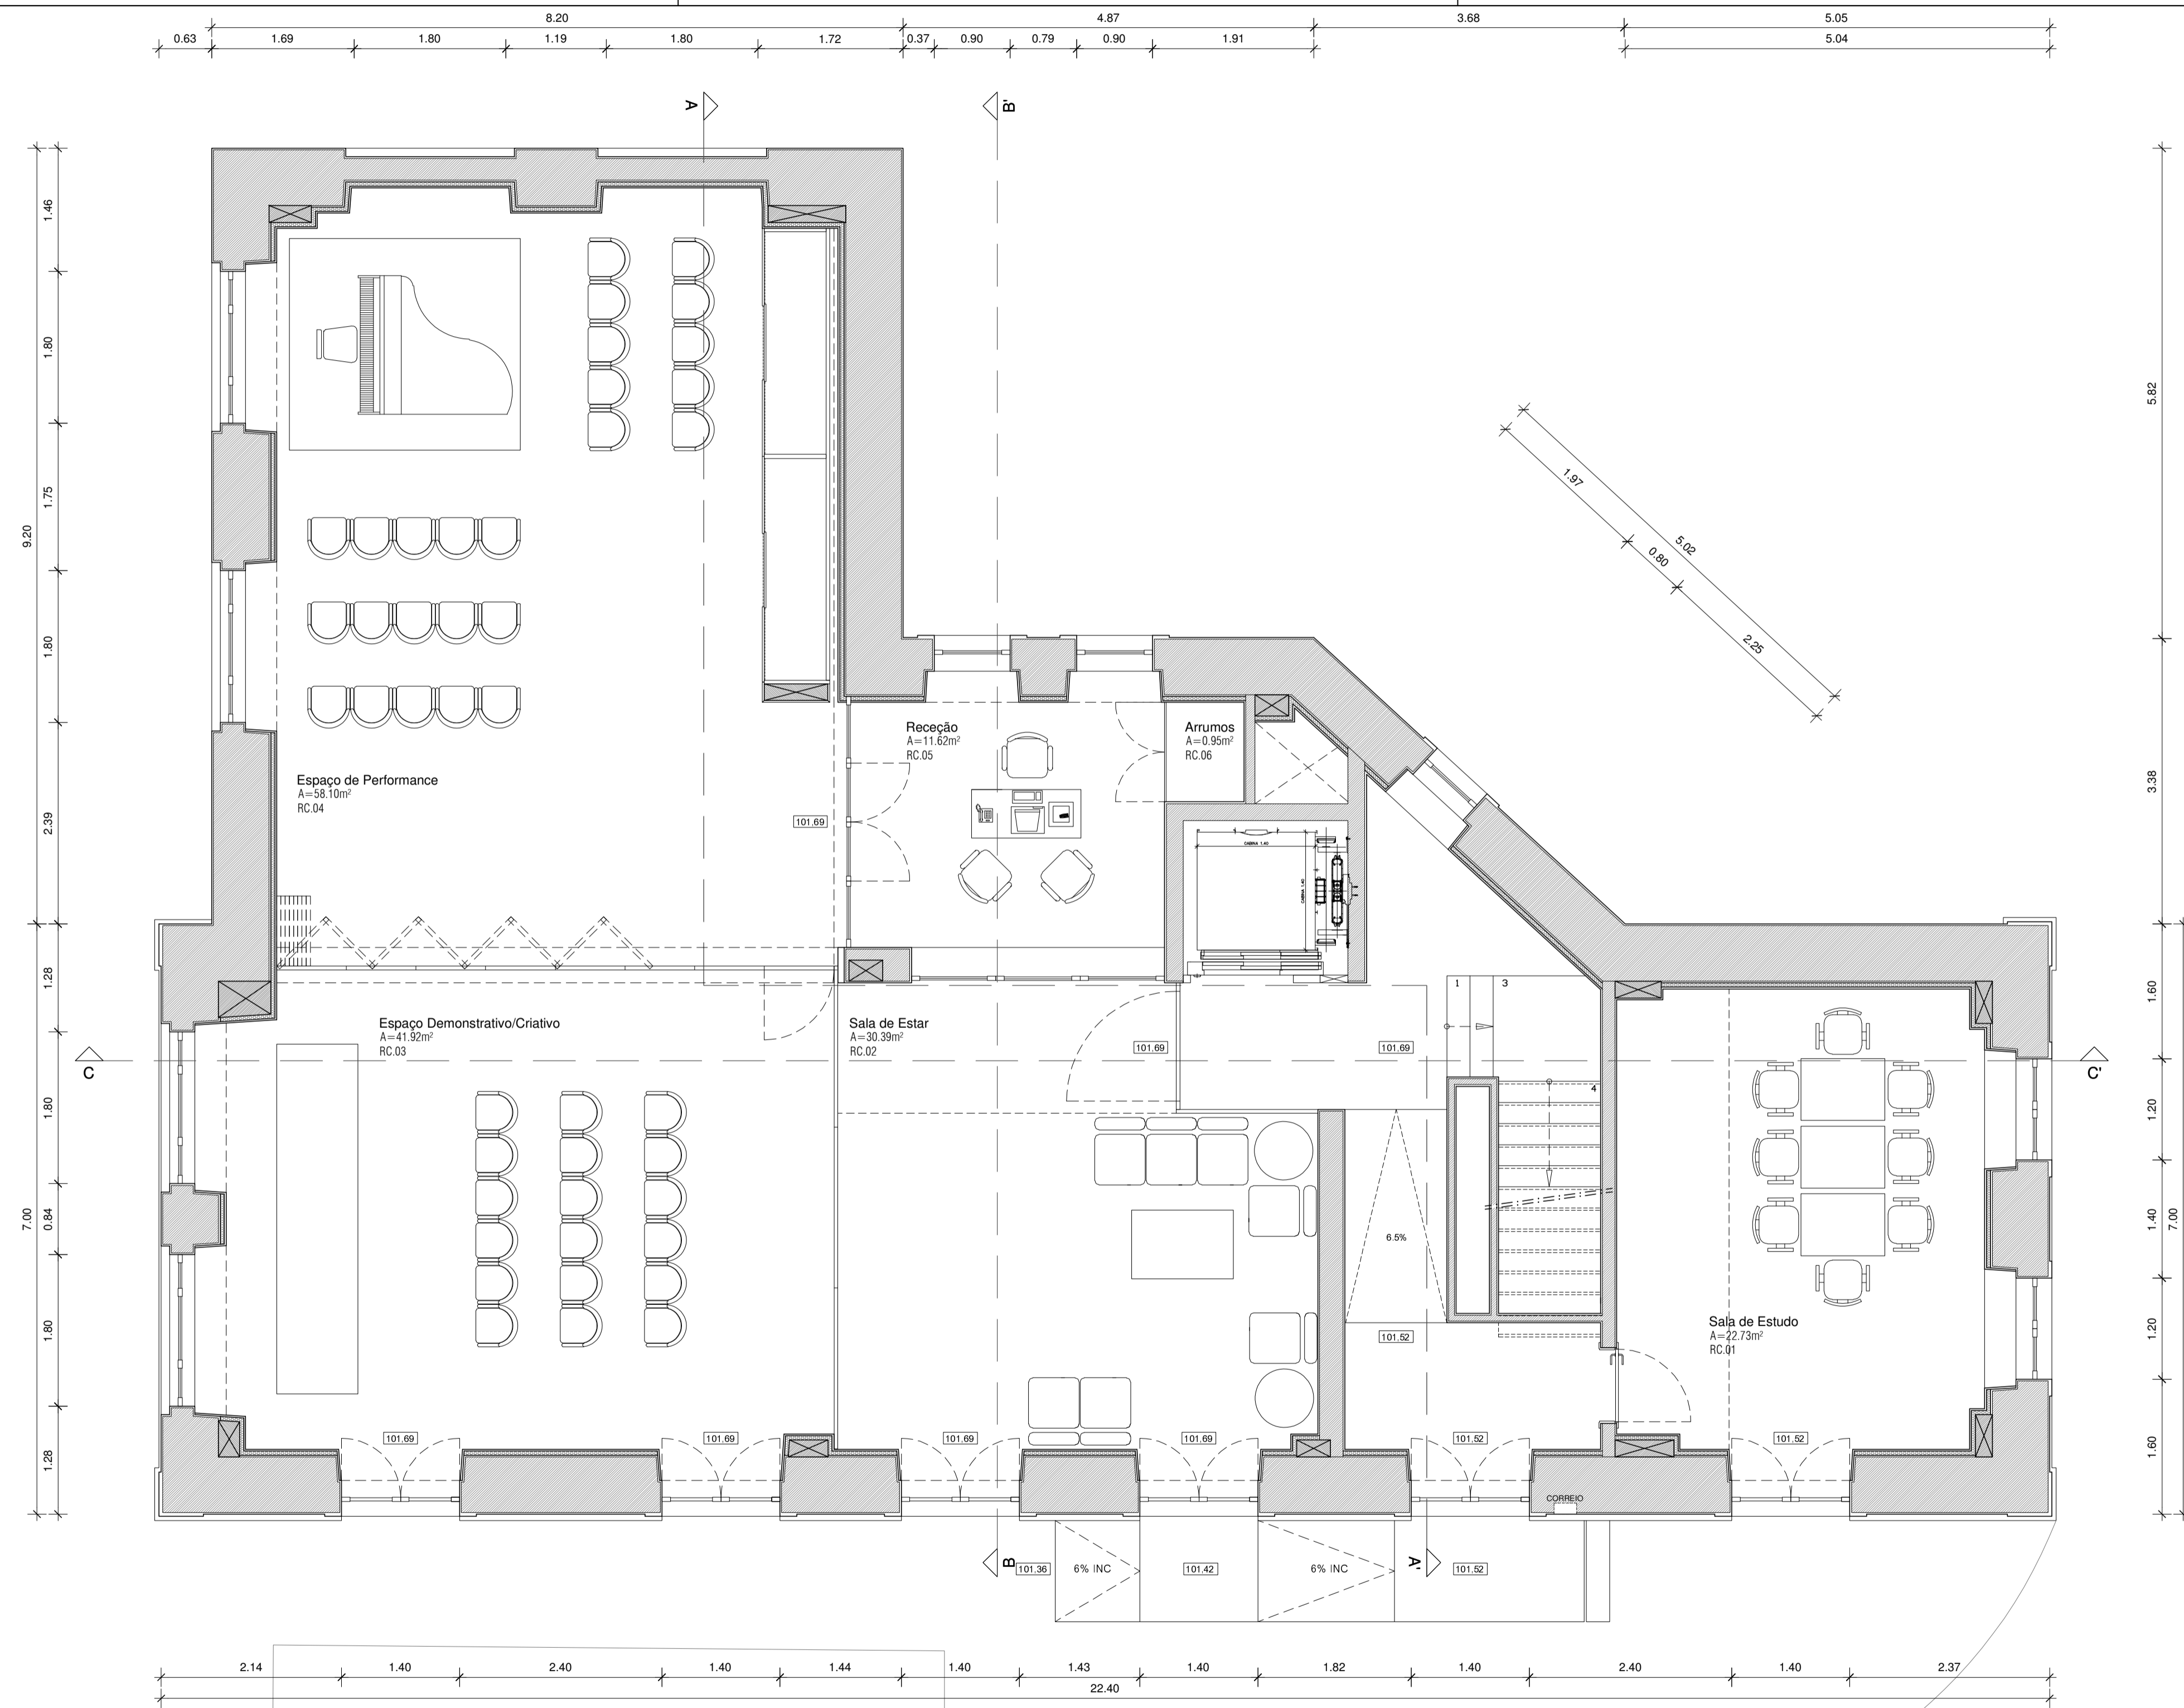 8.20 4.87 3.68 5.05
0.63 1.69 1.80 1.19 1.80 1.72 0.37 0.90 0.79 0.90 1.91 5.04
A B'
1.46
1.80
1.75
9.20
1.80
2.39
1.28
1.80
0.84
7.00
1.80
1.28
5.82
3.38
1.60
1.20
1.40
7.00
1.20
1.60
1.97
0.80
5.02
2.25
Receção
A=11.62m²
RC.05
Arrumos
A=0.95m²
RC.06
Espaço de Performance
A=58.10m²
RC.04
101.69
CABINA 1.40
CABINA 1.40
1 3
Espaço Demonstrativo/Criativo
A=41.92m²
RC.03
Sala de Estar
A=30.39m²
RC.02
101.69
101.69
C C'
4
6.5%
Sala de Estudo
A=22.73m²
RC.01
101.52
101.69 101.69 101.69 101.69 101.52 101.52
CORREIO
B 101.36 6% INC 101.42 6% INC A' 101.52
2.14 1.40 2.40 1.40 1.44 1.40 1.43 1.40 1.82 1.40 2.40 1.40 2.37
22.40